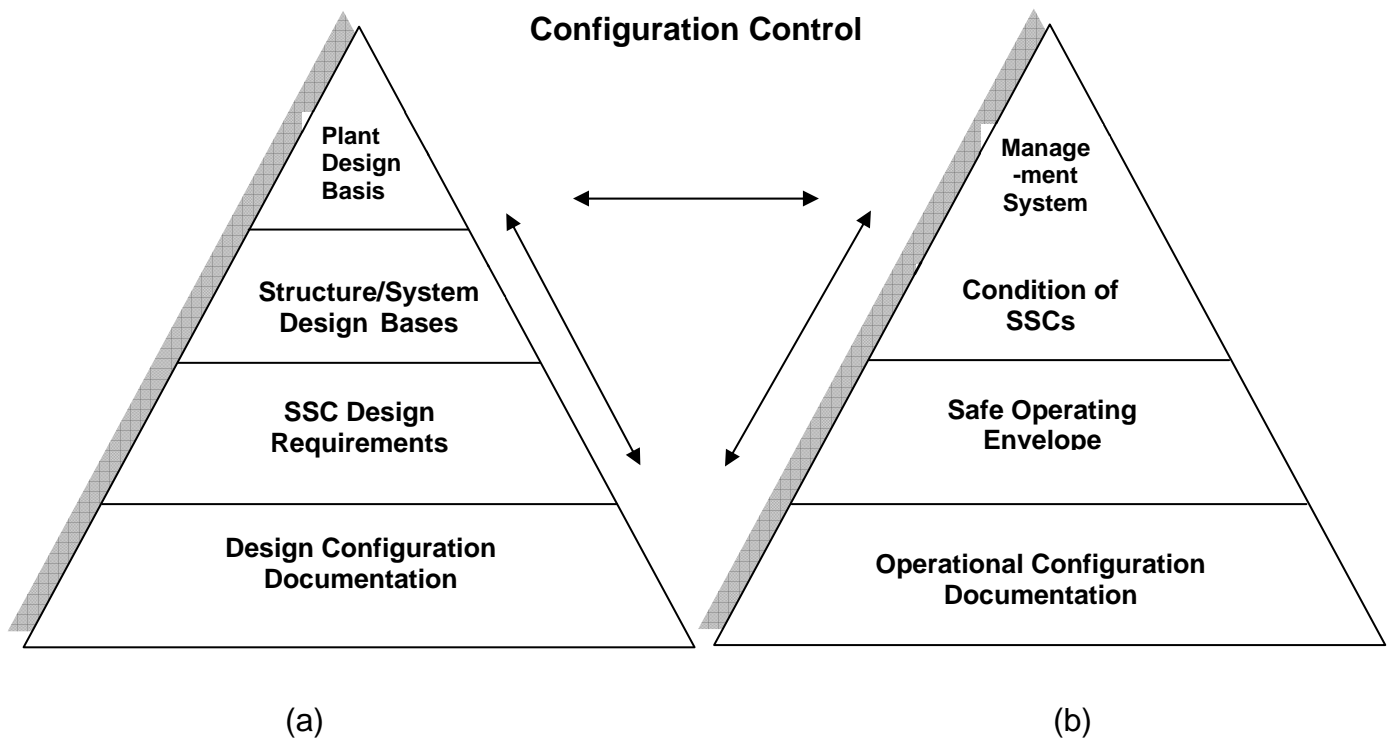 Configuration Control
Plant
Design
Basis
Structure/System
Design Bases
SSC Design
Requirements
Design Configuration
Documentation
Manage
-ment
System
Condition of
SSCs
Safe Operating
Envelope
Operational Configuration
Documentation
(a)
(b)